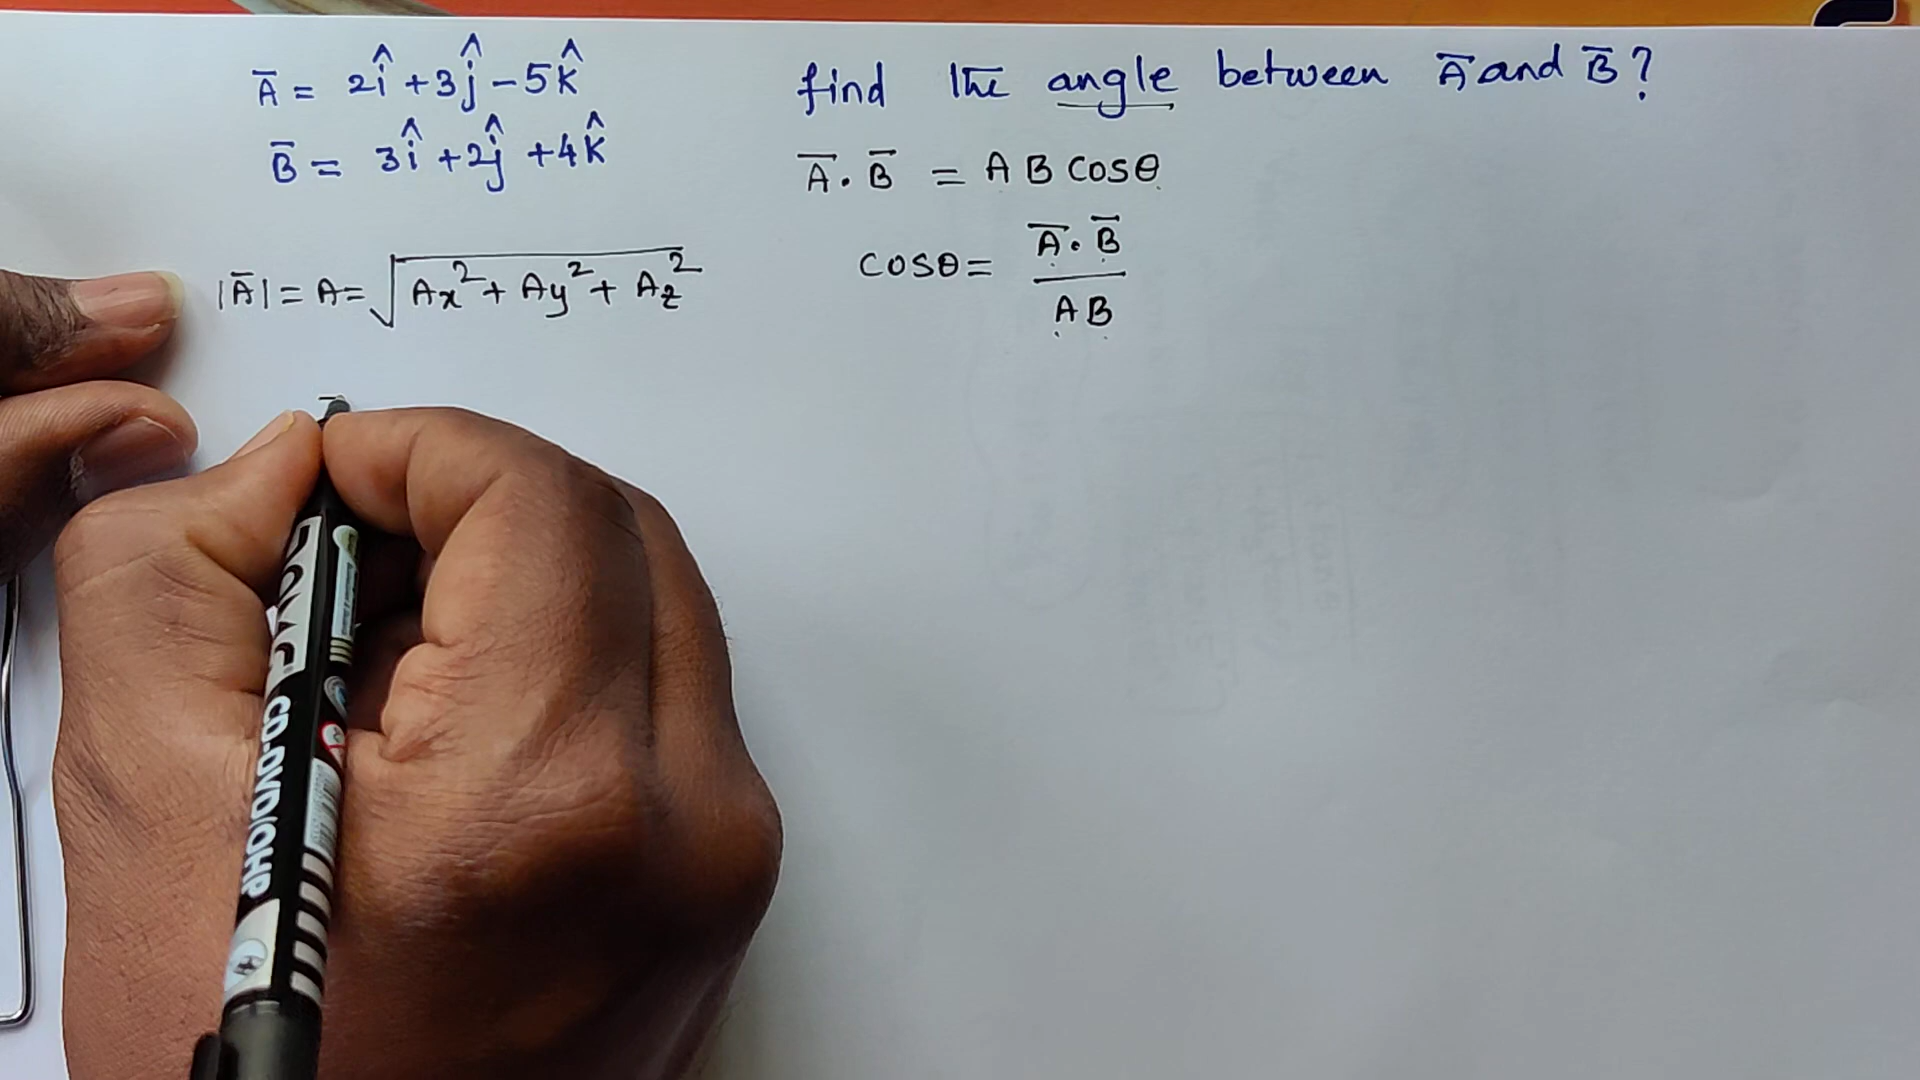 A̅ = 2î + 3ĵ - 5k̂
B̅ = 3î + 2ĵ + 4k̂
|A̅| = A = √(Ax² + Ay² + Az²)
find the angle between A̅ and B̅?
A̅ . B̅ = A B cosθ
cosθ = A̅ . B̅ / AB
CD-DVD/OHP